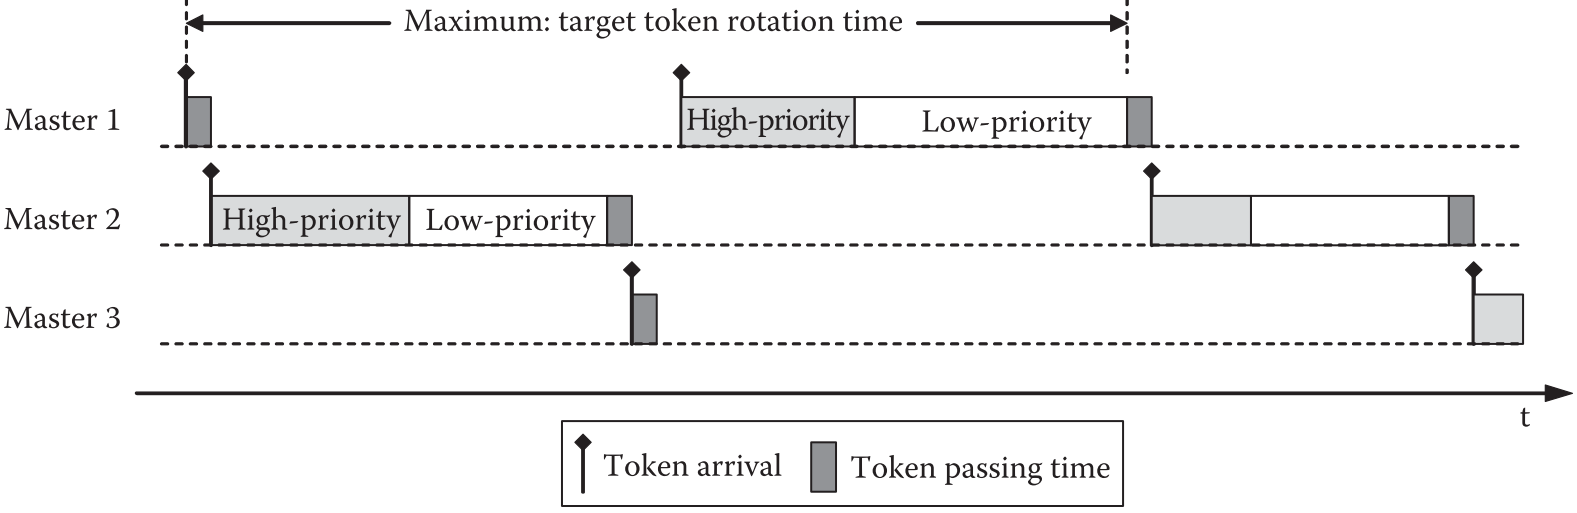 Maximum: target token rotation time
Master 1
High-priority
Low-priority
Master 2
High-priority
Low-priority
Master 3
t
Token arrival
Token passing time